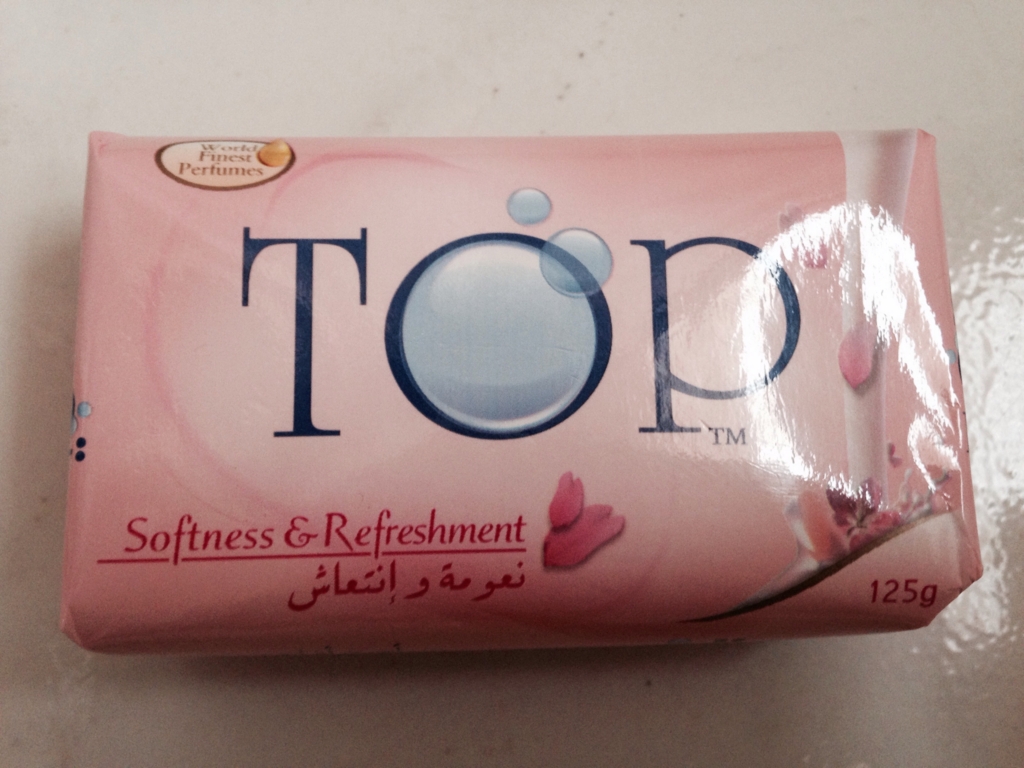 World
Finest
Perfumes
TOP
TM
Softness & Refreshment
نعومة و إنتعاش
125g